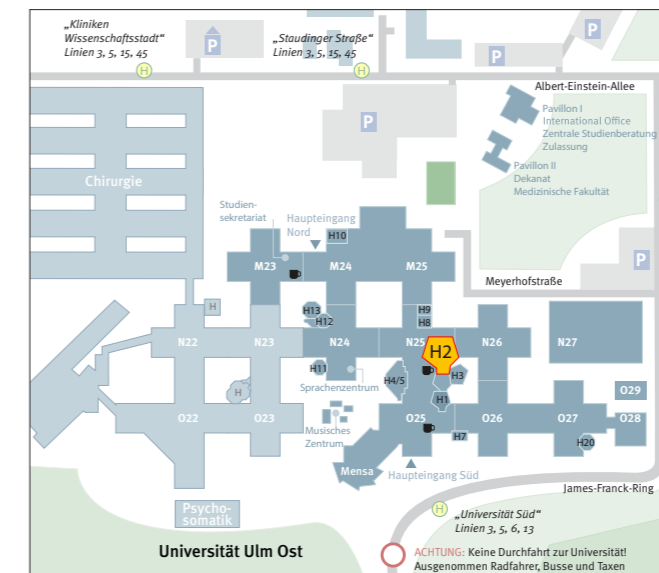 „Kliniken
Wissenschaftsstadt“
Linien 3, 5, 15, 45
H
P
„Staudinger Straße“
Linien 3, 5, 15, 45
H
P
P
P
Albert-Einstein-Allee
Pavillon I
International Office
Zentrale Studienberatung
Zulassung
Pavillon II
Dekanat
Medizinische Fakultät
Chirurgie
Studien-
sekretariat
Haupteingang
Nord
H10
M23
M24
M25
P
Meyerhofstraße
H
H13
H12
H9
H8
N22
N23
N24
N25
N26
N27
H2
H11
Sprachenzentrum
H4/5
H3
H1
H
O29
O22
O23
Musisches
Zentrum
O25
O26
O27
O28
H7
H20
Mensa
Haupteingang Süd
James-Franck-Ring
Psycho-
somatik
H
„Universität Süd“
Linien 3, 5, 6, 13
Universität Ulm Ost
ACHTUNG: Keine Durchfahrt zur Universität!
Ausgenommen Radfahrer, Busse und Taxen